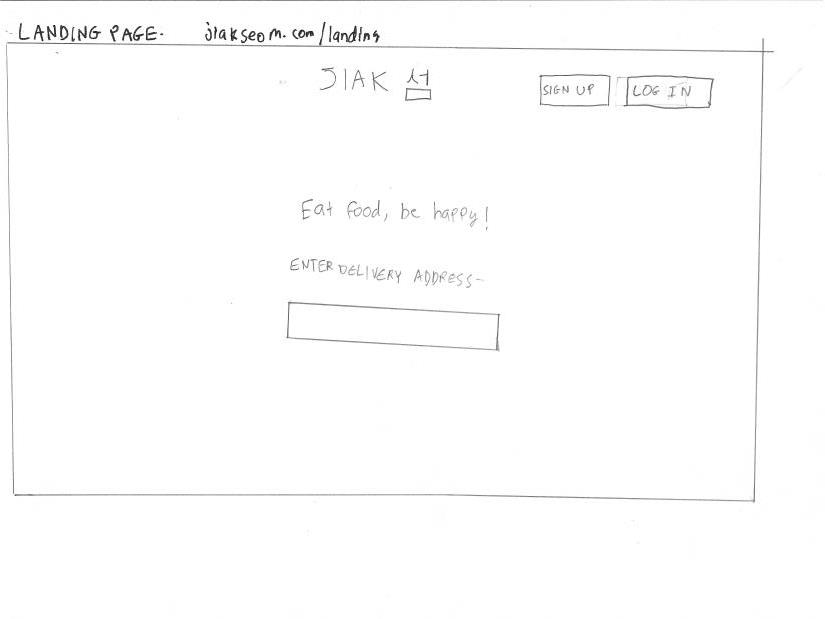 LANDING PAGE- jiakseom.com/landing
JIAK 섬
SIGN UP
LOG IN
Eat food, be happy!
ENTER DELIVERY ADDRESS-